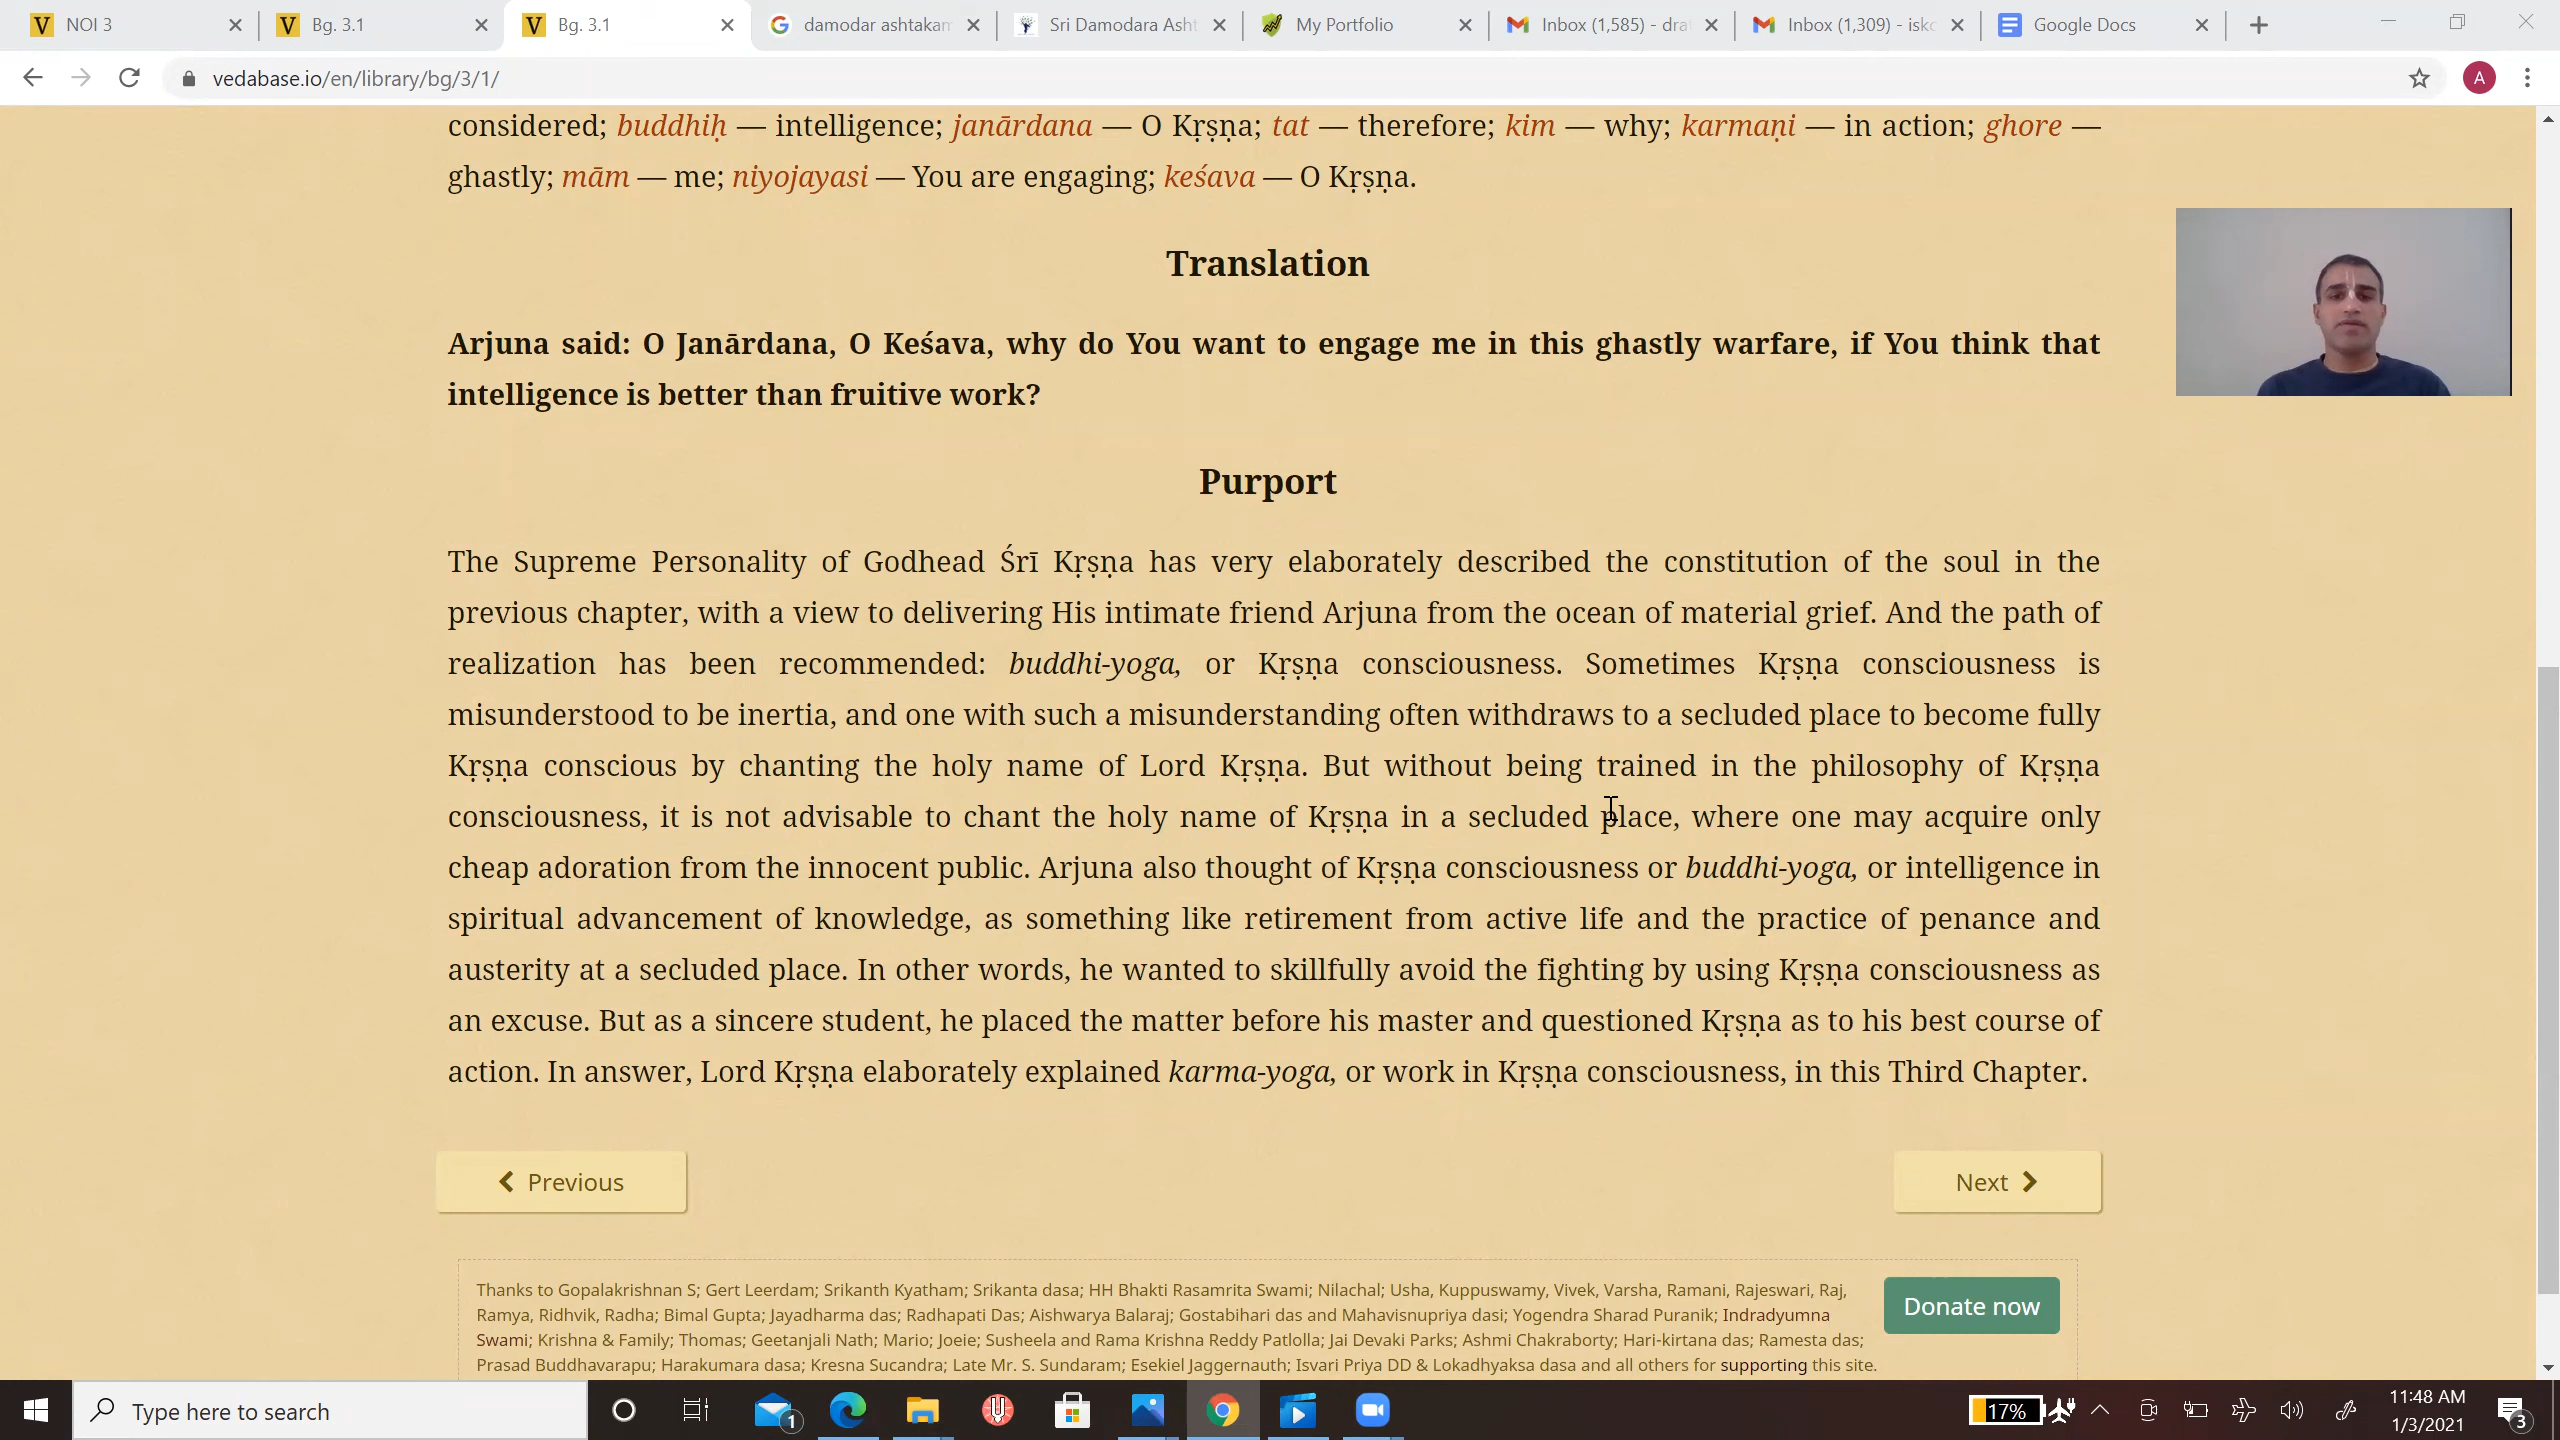 NOI 3
Bg. 3.1
Bg. 3.1
damodar ashtakam
Sri Damodara Asht
My Portfolio
Inbox (1,585) - dra
Inbox (1,309) - isk
Google Docs
vedabase.io/en/library/bg/3/1/
A
considered; buddhiḥ — intelligence; janārdana — O Kṛṣṇa; tat — therefore; kim — why; karmaṇi — in action; ghore —
ghastly; mām — me; niyojayasi — You are engaging; keśava — O Kṛṣṇa.
Translation
Arjuna said: O Janārdana, O Keśava, why do You want to engage me in this ghastly warfare, if You think that
intelligence is better than fruitive work?
Purport
The Supreme Personality of Godhead Śrī Kṛṣṇa has very elaborately described the constitution of the soul in the
previous chapter, with a view to delivering His intimate friend Arjuna from the ocean of material grief. And the path of
realization has been recommended: buddhi-yoga, or Kṛṣṇa consciousness. Sometimes Kṛṣṇa consciousness is
misunderstood to be inertia, and one with such a misunderstanding often withdraws to a secluded place to become fully
Kṛṣṇa conscious by chanting the holy name of Lord Kṛṣṇa. But without being trained in the philosophy of Kṛṣṇa
consciousness, it is not advisable to chant the holy name of Kṛṣṇa in a secluded place, where one may acquire only
cheap adoration from the innocent public. Arjuna also thought of Kṛṣṇa consciousness or buddhi-yoga, or intelligence in
spiritual advancement of knowledge, as something like retirement from active life and the practice of penance and
austerity at a secluded place. In other words, he wanted to skillfully avoid the fighting by using Kṛṣṇa consciousness as
an excuse. But as a sincere student, he placed the matter before his master and questioned Kṛṣṇa as to his best course of
action. In answer, Lord Kṛṣṇa elaborately explained karma-yoga, or work in Kṛṣṇa consciousness, in this Third Chapter.
Previous
Next
Thanks to Gopalakrishnan S; Gert Leerdam; Srikanth Kyatham; Srikanta dasa; HH Bhakti Rasamrita Swami; Nilachal; Usha, Kuppuswamy, Vivek, Varsha, Ramani, Rajeswari, Raj,
Ramya, Ridhvik, Radha; Bimal Gupta; Jayadharma das; Radhapati Das; Aishwarya Balaraj; Gostabihari das and Mahavisnupriya dasi; Yogendra Sharad Puranik; Indradyumna
Swami; Krishna & Family; Thomas; Geetanjali Nath; Mario; Joeie; Susheela and Rama Krishna Reddy Patlolla; Jai Devaki Parks; Ashmi Chakraborty; Hari-kirtana das; Ramesta das;
Prasad Buddhavarapu; Harakumara dasa; Kresna Sucandra; Late Mr. S. Sundaram; Esekiel Jaggernauth; Isvari Priya DD & Lokadhyaksa dasa and all others for supporting this site.
Donate now
Type here to search
1
17%
11:48 AM
1/3/2021
3